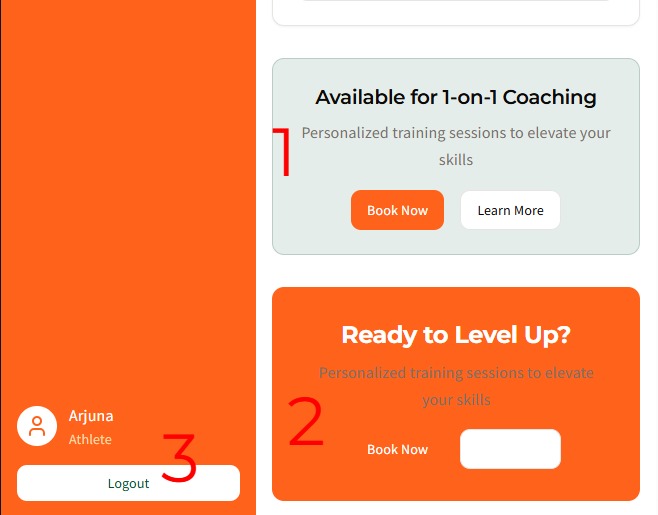 Available for 1-on-1 Coaching
1
Personalized training sessions to elevate your
skills
Book Now
Learn More
Ready to Level Up?
Personalized training sessions to elevate
your skills
2
Book Now
Arjuna
Athlete
3
Logout